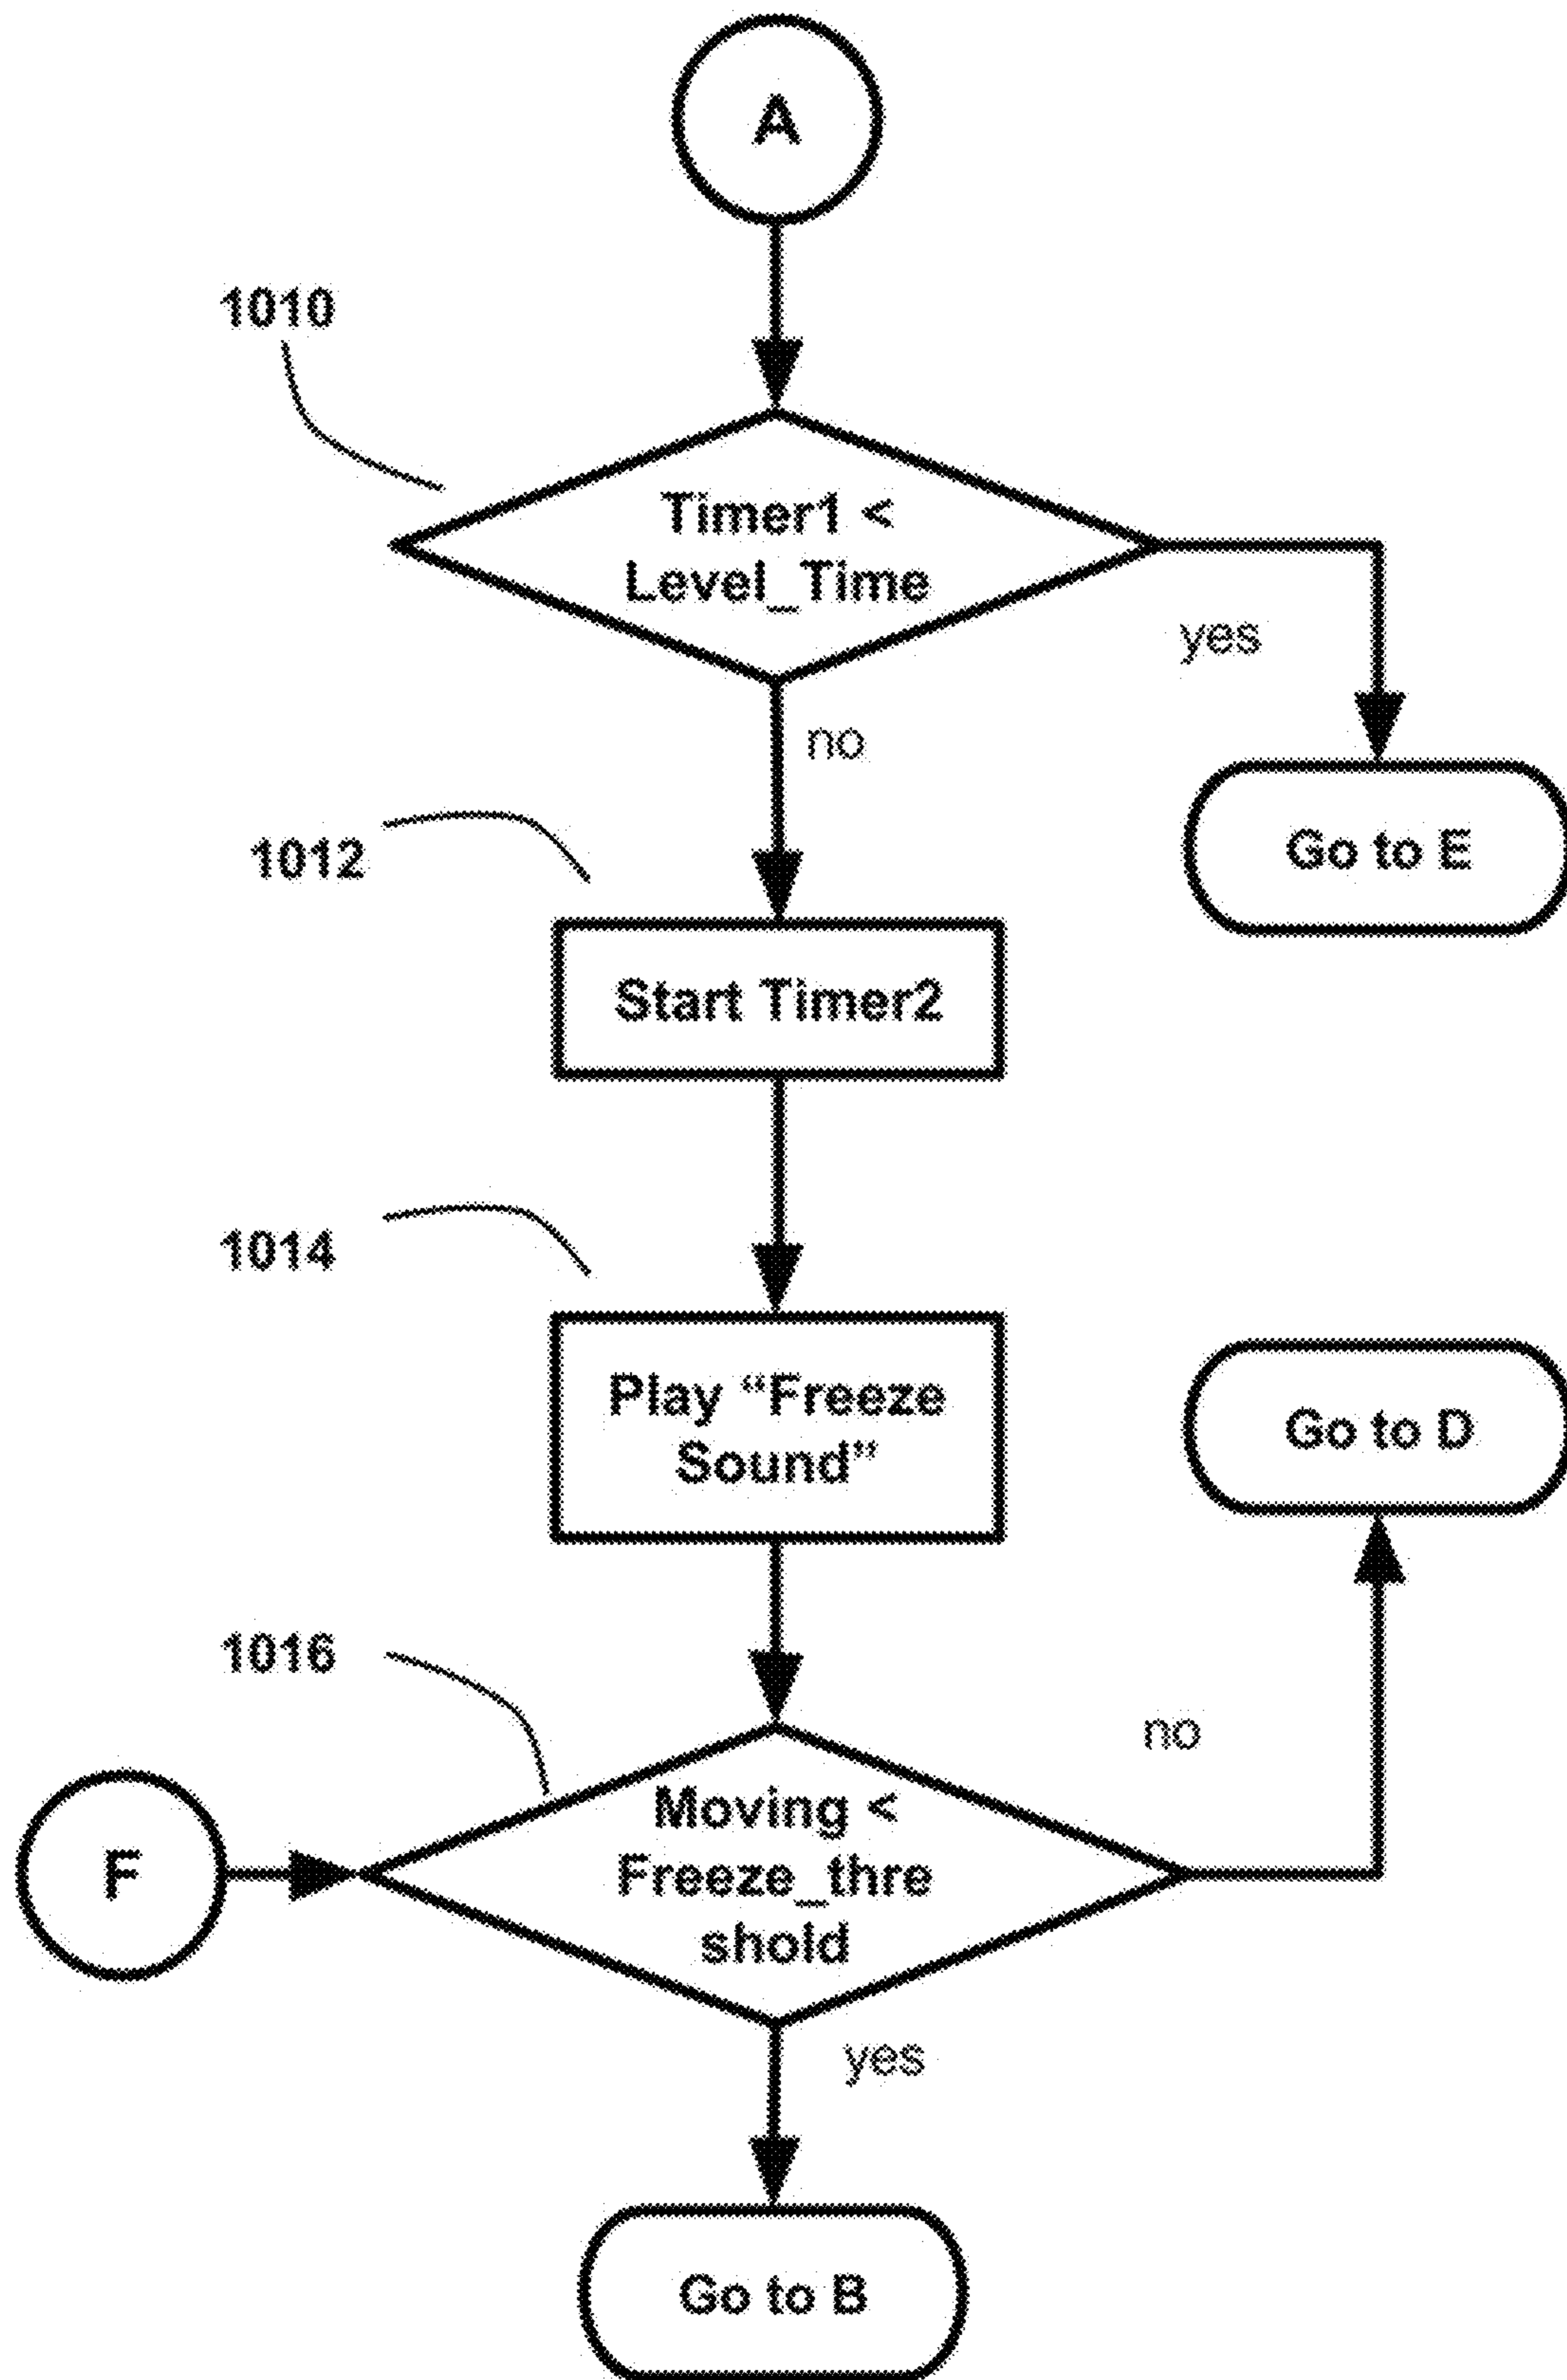 A
1010
Timer1 <
Level_Time
yes
no
1012
Go to E
Start Timer2
1014
Play “Freeze
Sound”
Go to D
1016
no
F
Moving <
Freeze_thre
shold
yes
Go to B